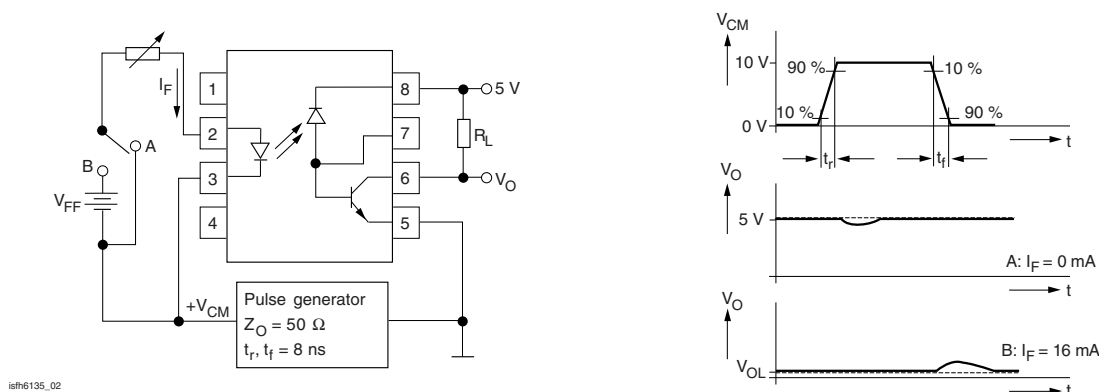 I_F
1
2
3
4
8
7
6
5
5 V
R_L
V_O
A
B
V_FF
+V_CM
Pulse generator
Z_O = 50 Ω
t_r, t_f = 8 ns
isfh6135_02
V_CM
10 V
90 %
10 %
10 %
90 %
0 V
t
t_r
t_f
V_O
5 V
A: I_F = 0 mA
t
V_O
B: I_F = 16 mA
V_OL
t